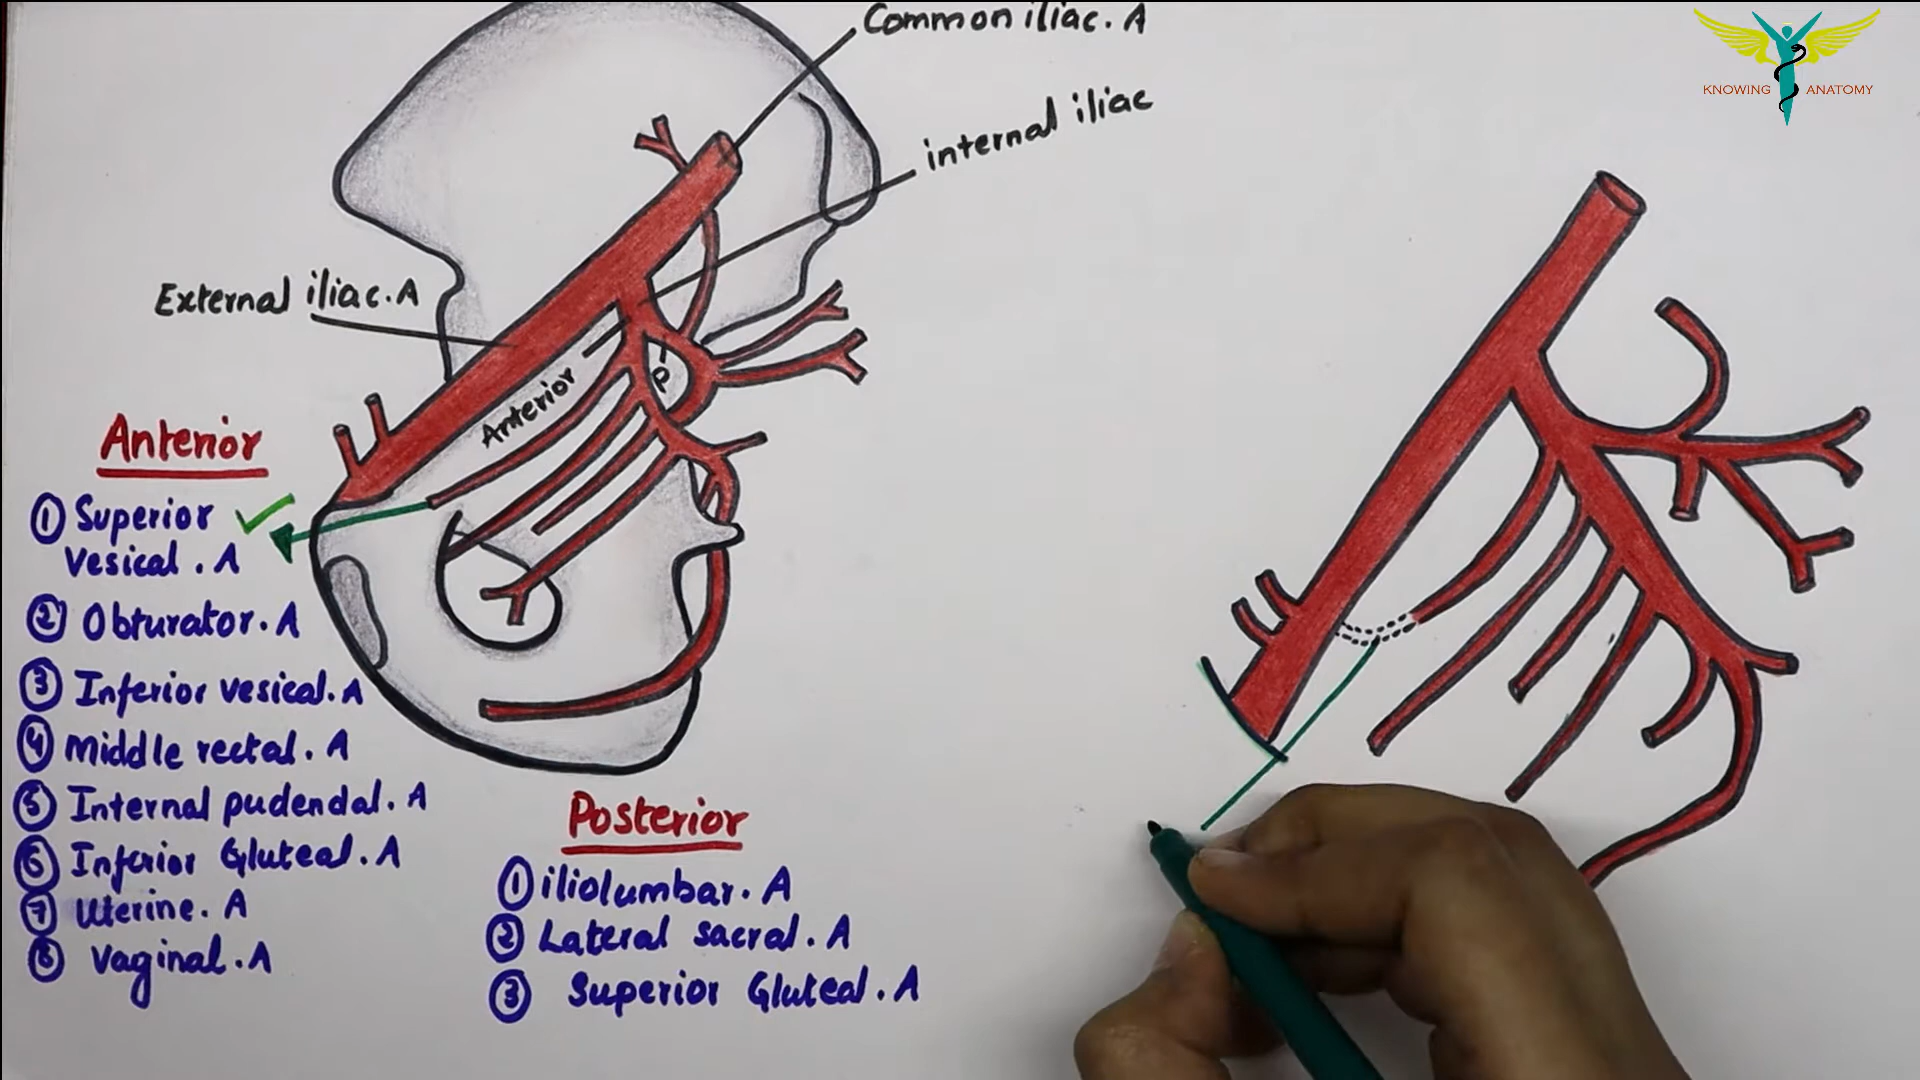 Common iliac. A
internal iliac
External iliac. A
Anterior
P
Anterior
① Superior
vesical. A
② Obturator. A
③ Inferior vesical. A
④ Middle rectal. A
⑤ Internal pudendal. A
⑥ Inferior Gluteal. A
⑦ Uterine. A
⑧ Vaginal. A
Posterior
① iliolumbar. A
② Lateral sacral. A
③ Superior Gluteal. A
KNOWING ANATOMY